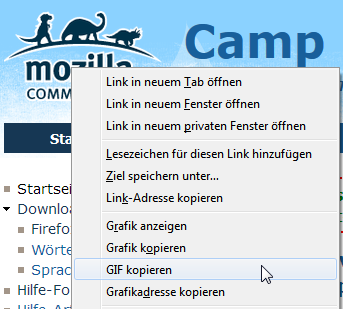 Camp
mozilla
COMM
Sta
Link in neuem Tab öffnen
Link in neuem Fenster öffnen
Link in neuem privaten Fenster öffnen
Lesezeichen für diesen Link hinzufügen
Ziel speichern unter...
Link-Adresse kopieren
Grafik anzeigen
Grafik kopieren
GIF kopieren
Grafikadresse kopieren
Startsei
Downloa
Firefo
Wörte
Sprac
Hilfe-Fo